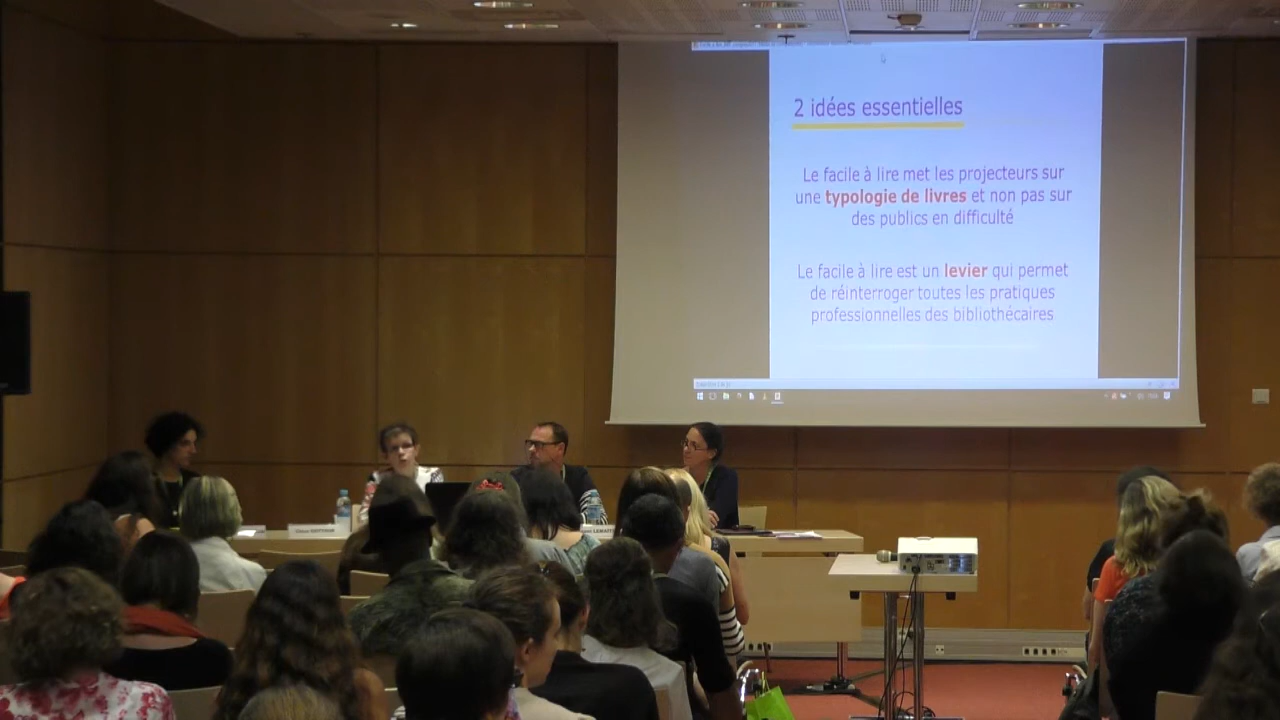 2 idées essentielles
Le facile à lire met les projecteurs sur
une typologie de livres et non pas sur
des publics en difficulté
Le facile à lire est un levier qui permet
de réinterroger toutes les pratiques
professionnelles des bibliothécaires